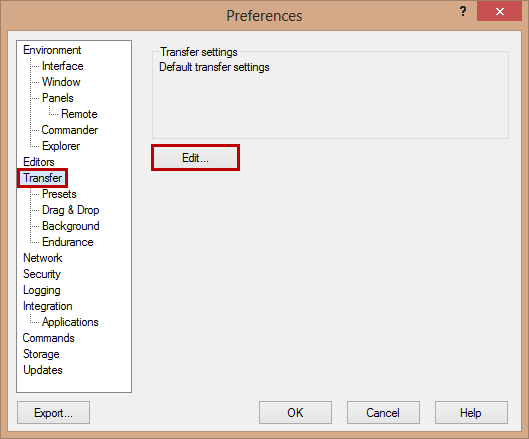 Preferences
?
Environment
Interface
Window
Panels
Remote
Commander
Explorer
Editors
Transfer
Presets
Drag & Drop
Background
Endurance
Network
Security
Logging
Integration
Applications
Commands
Storage
Updates
Transfer settings
Default transfer settings
Edit...
Export...
OK
Cancel
Help